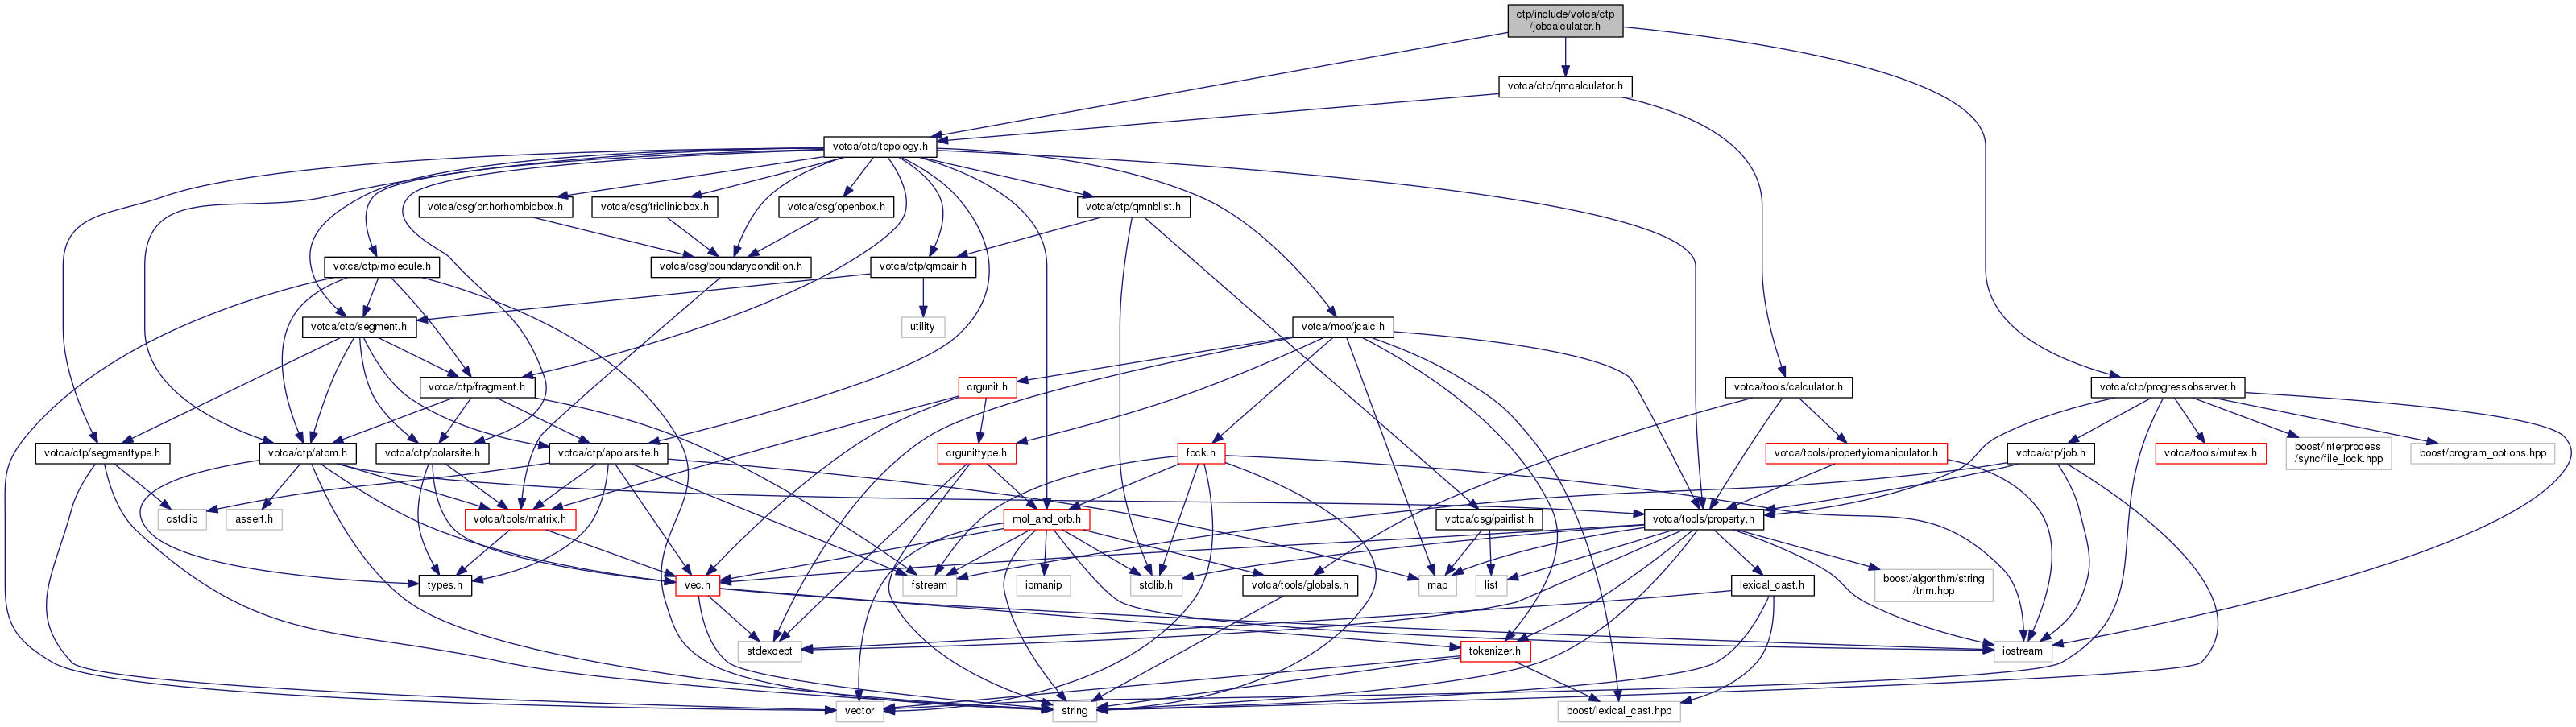 ctp/include/votca/ctp
/jobcalculator.h
votca/ctp/qmcalculator.h
votca/ctp/topology.h
votca/csg/orthorhombicbox.h
votca/csg/triclinicbox.h
votca/csg/openbox.h
votca/ctp/qmnblist.h
votca/ctp/molecule.h
votca/csg/boundarycondition.h
votca/ctp/qmpair.h
votca/ctp/segment.h
utility
votca/moo/jcalc.h
votca/ctp/fragment.h
crgunit.h
votca/tools/calculator.h
votca/ctp/progressobserver.h
votca/ctp/segmenttype.h
votca/ctp/atom.h
votca/ctp/polarsite.h
votca/ctp/apolarsite.h
crgunittype.h
fock.h
votca/tools/propertyiomanipulator.h
votca/ctp/job.h
votca/tools/mutex.h
boost/interprocess
/sync/file_lock.hpp
boost/program_options.hpp
cstdlib
assert.h
votca/tools/matrix.h
mol_and_orb.h
votca/csg/pairlist.h
votca/tools/property.h
types.h
vec.h
fstream
iomanip
stdlib.h
votca/tools/globals.h
map
list
lexical_cast.h
boost/algorithm/string
/trim.hpp
stdexcept
tokenizer.h
iostream
vector
string
boost/lexical_cast.hpp